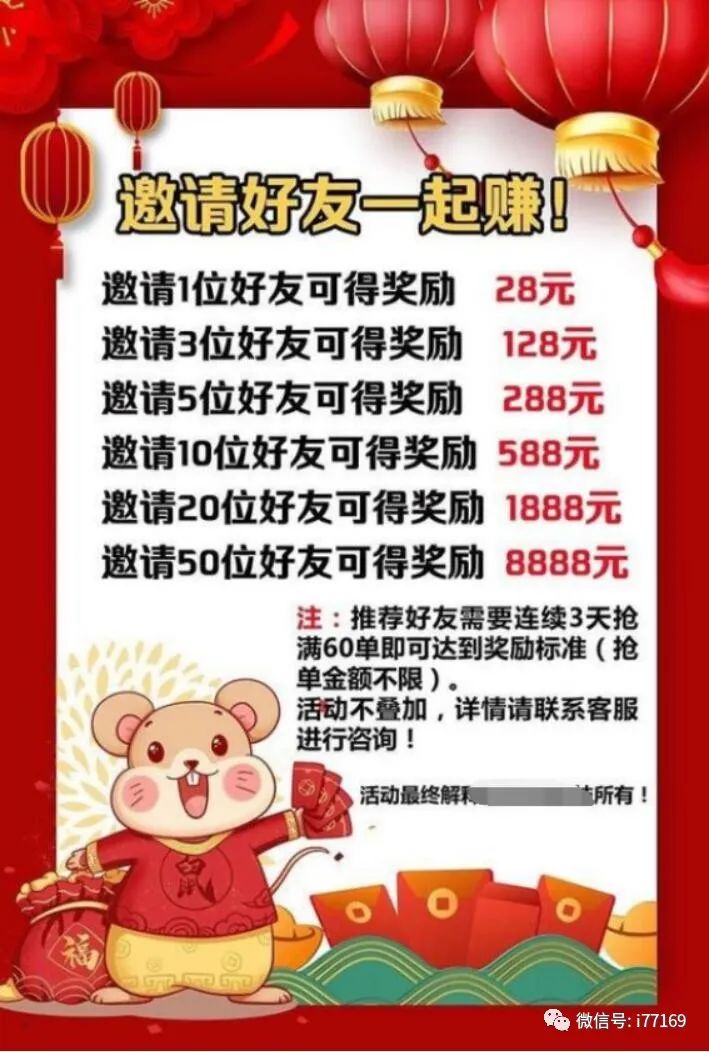 邀请好友一起赚!
邀请1位好友可得奖励 28元
邀请3位好友可得奖励 128元
邀请5位好友可得奖励 288元
邀请10位好友可得奖励 588元
邀请20位好友可得奖励 1888元
邀请50位好友可得奖励 8888元
注：推荐好友需要连续3天抢
满60单即可达到奖励标准（抢
单金额不限）。
活动不叠加，详情请联系客服
进行咨询！
活动最终解释 所有！
鼠
福
微信号: i77169